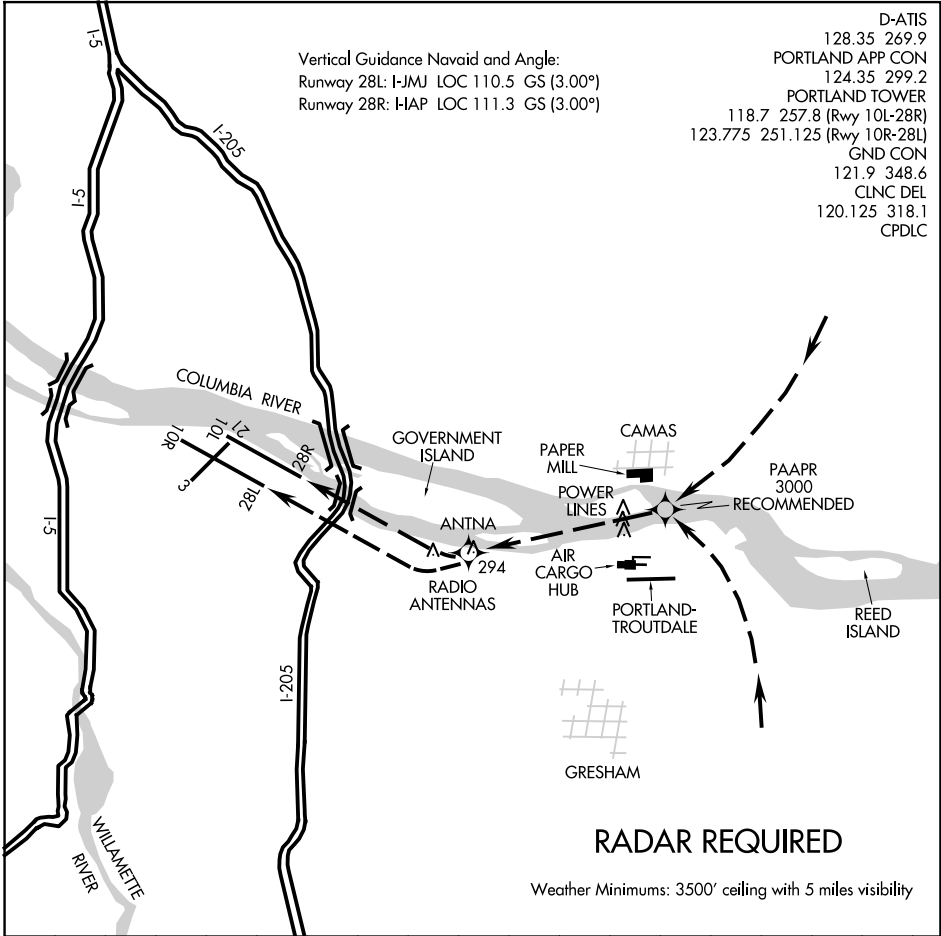 D-ATIS
128.35 269.9
PORTLAND APP CON
124.35 299.2
PORTLAND TOWER
118.7 257.8 (Rwy 10L-28R)
123.775 251.125 (Rwy 10R-28L)
GND CON
121.9 348.6
CLNC DEL
120.125 318.1
CPDLC
Vertical Guidance Navaid and Angle:
Runway 28L: I-JMJ LOC 110.5 GS (3.00°)
Runway 28R: I-IAP LOC 111.3 GS (3.00°)
I-5
I-205
I-5
COLUMBIA RIVER
10R
10L
21
28R
3
28L
GOVERNMENT
ISLAND
CAMAS
PAPER
MILL
POWER
LINES
PAAPR
3000
RECOMMENDED
ANTNA
294
RADIO
ANTENNAS
AIR
CARGO
HUB
PORTLAND-
TROUTDALE
REED
ISLAND
I-5
I-205
GRESHAM
WILLAMETTE
RIVER
RADAR REQUIRED
Weather Minimums: 3500' ceiling with 5 miles visibility